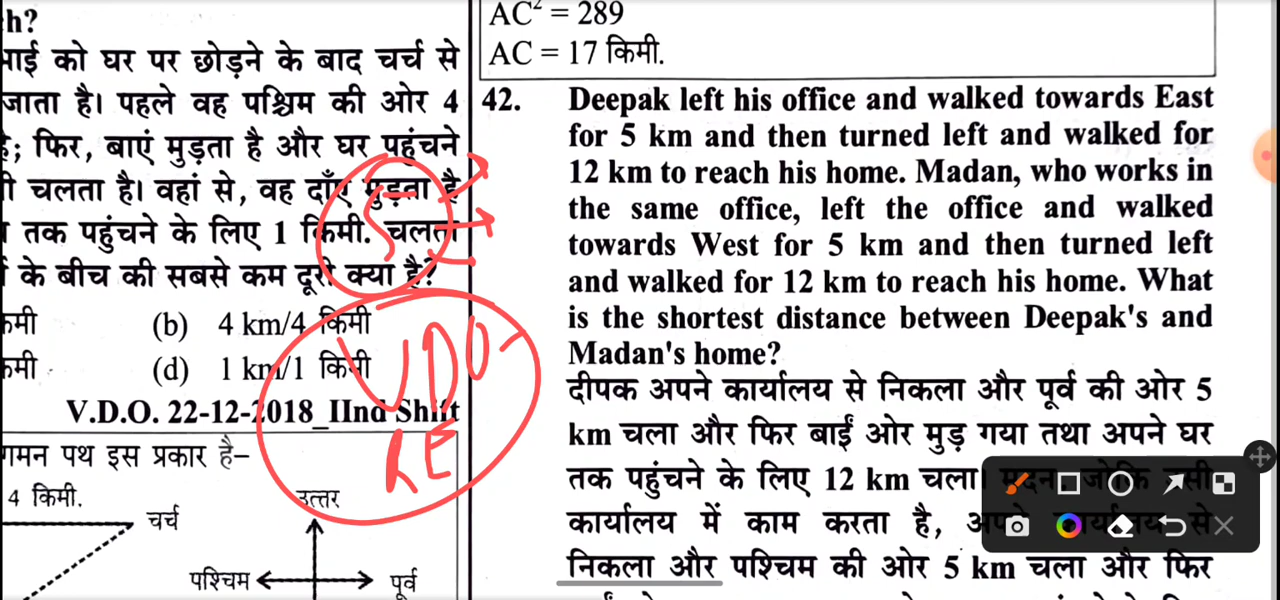 h?
भाई को घर पर छोड़ने के बाद चर्च से
जाता है। पहले वह पश्चिम की ओर 4
है; फिर, बाएं मुड़ता है और घर पहुंचने
चलता है। वहां से, वह दाँए मुड़ता है
तक पहुंचने के लिए 1 किमी. चलता
के बीच की सबसे कम दूरी क्या है?
(b) 4 km/4 किमी
(d) 1 km/1 किमी
V.D.O. 22-12-2018_IInd Shift
गमन पथ इस प्रकार है–
4 किमी.
चर्च
उत्तर
पश्चिम
पूर्व
5
VDO
RE
AC² = 289
AC = 17 किमी.
42. Deepak left his office and walked towards East
for 5 km and then turned left and walked for
12 km to reach his home. Madan, who works in
the same office, left the office and walked
towards West for 5 km and then turned left
and walked for 12 km to reach his home. What
is the shortest distance between Deepak's and
Madan's home?
दीपक अपने कार्यालय से निकला और पूर्व की ओर 5
km चला और फिर बाईं ओर मुड़ गया तथा अपने घर
तक पहुंचने के लिए 12 km चला। मदन, जोकि उसी
कार्यालय में काम करता है, अपने कार्यालय से
निकला और पश्चिम की ओर 5 km चला और फिर